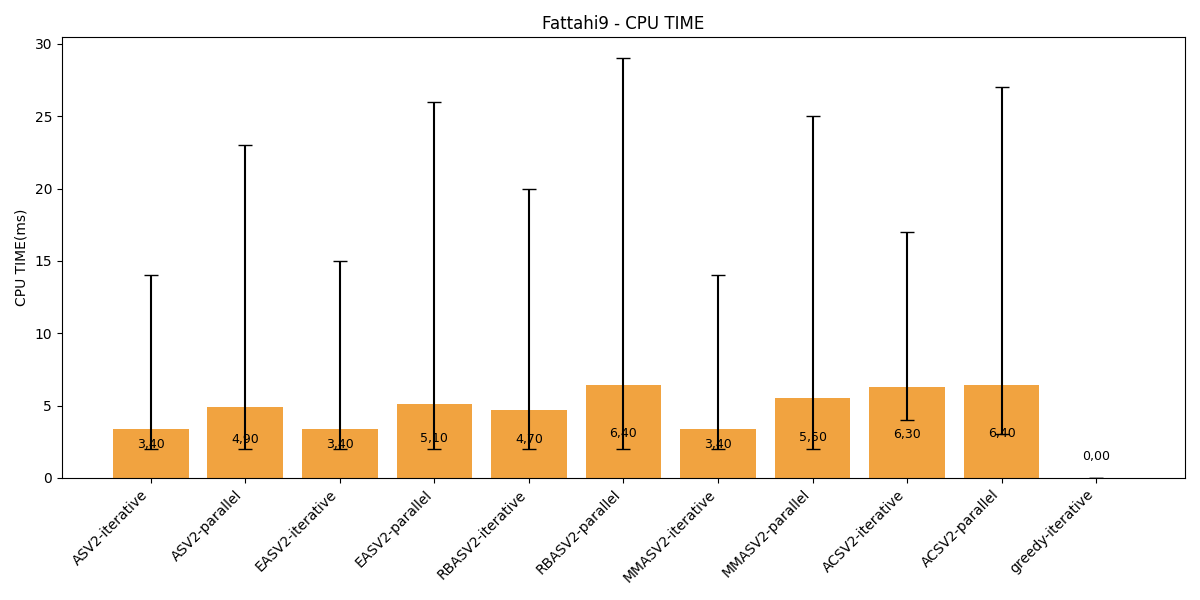 Fattahi9 - CPU TIME
CPU TIME(ms)
30
25
20
15
10
5
0
3,40
4,90
3,40
5,10
4,70
6,40
3,40
5,50
6,30
6,40
0,00
ASV2-iterative
ASV2-parallel
EASV2-iterative
EASV2-parallel
RBASV2-iterative
RBASV2-parallel
MMASV2-iterative
MMASV2-parallel
ACSV2-iterative
ACSV2-parallel
greedy-iterative